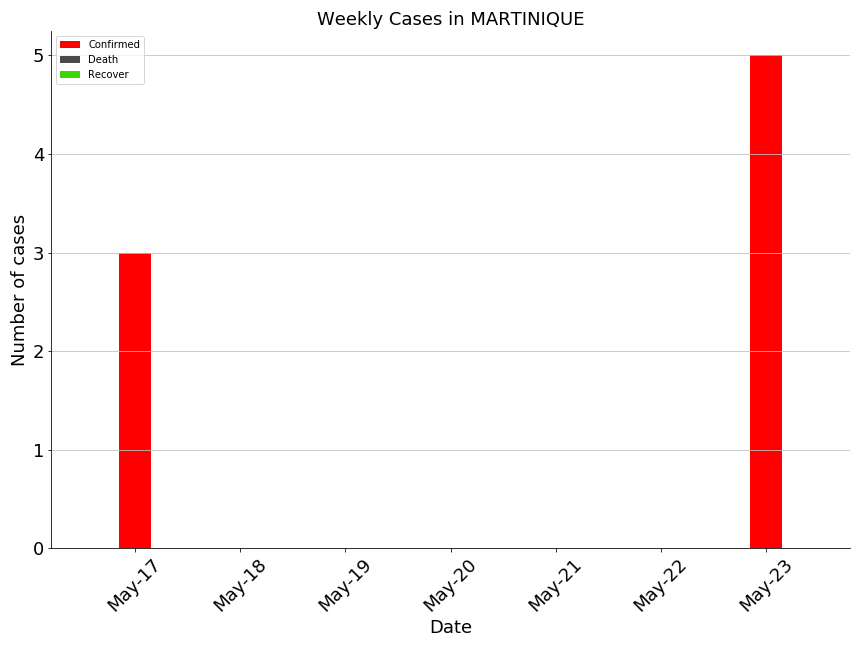 Weekly Cases in MARTINIQUE
Confirmed
Death
Recover
Number of cases
5
4
3
2
1
0
May-17
May-18
May-19
May-20
May-21
May-22
May-23
Date